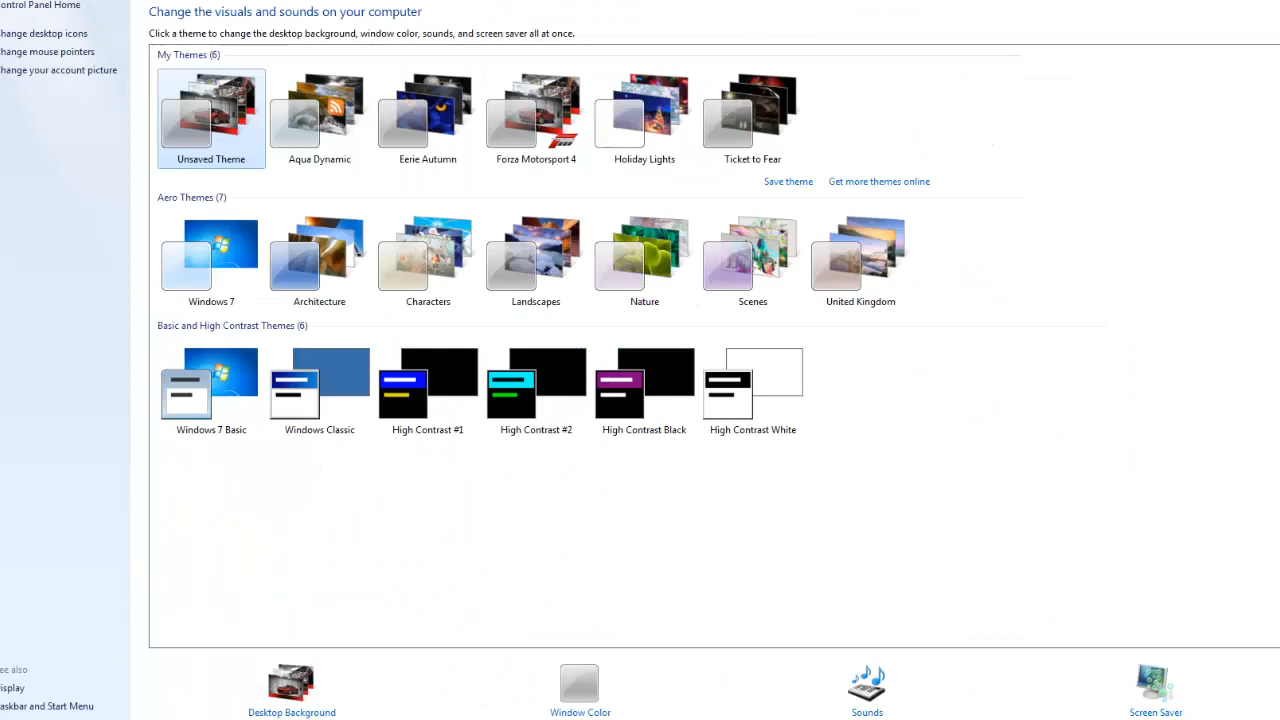 ontrol Panel Home
hange desktop icons
hange mouse pointers
hange your account picture
Change the visuals and sounds on your computer
Click a theme to change the desktop background, window color, sounds, and screen saver all at once.
My Themes (6)
Unsaved Theme
Aqua Dynamic
Eerie Autumn
Forza Motorsport 4
Holiday Lights
Ticket to Fear
Save theme
Get more themes online
Aero Themes (7)
Windows 7
Architecture
Characters
Landscapes
Nature
Scenes
United Kingdom
Basic and High Contrast Themes (6)
Windows 7 Basic
Windows Classic
High Contrast #1
High Contrast #2
High Contrast Black
High Contrast White
ee also
isplay
askbar and Start Menu
Desktop Background
Window Color
Sounds
Screen Saver